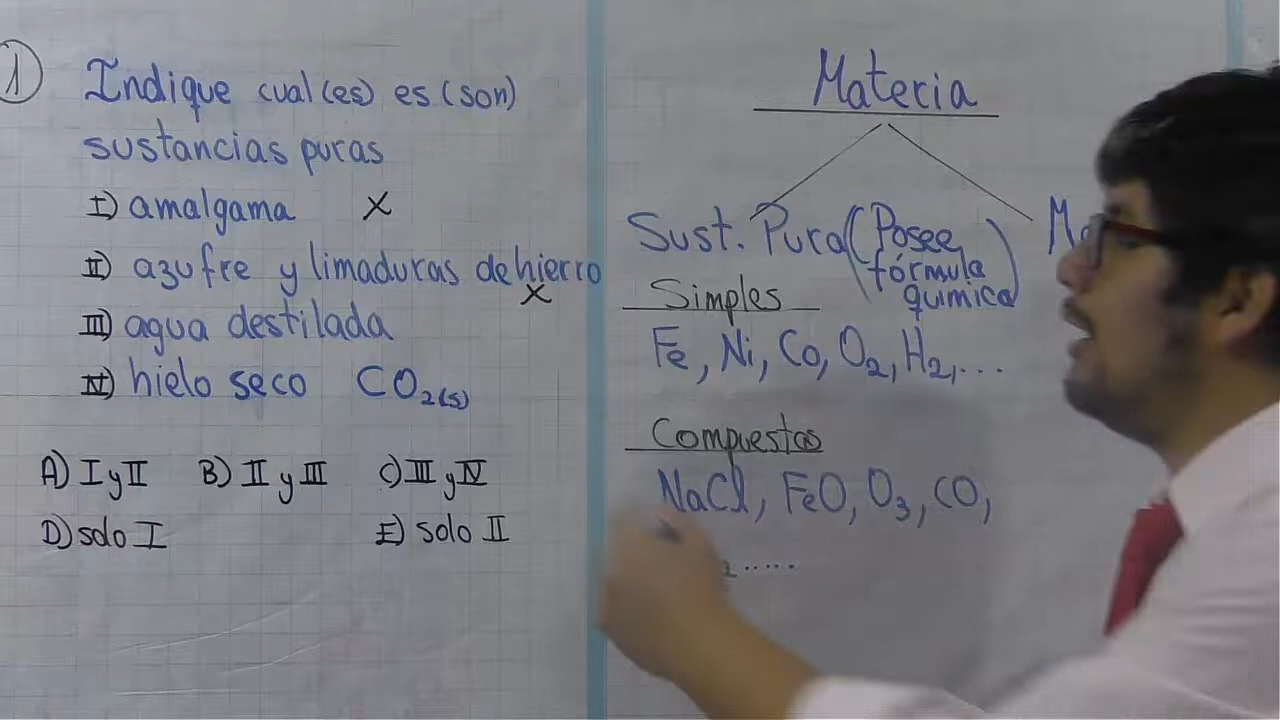 1) Indique cual(es) es (son)
sustancias puras
I) amalgama X
II) azufre y limaduras de hierro
X
III) agua destilada
IV) hielo seco CO2(s)
A) I y II B) II y III C) III y IV
D) solo I E) solo II
Materia
Sust. Pura (Posee
fórmula
química)
Simples
Fe, Ni, Co, O2, H2, ...
Compuestas
NaCl, FeO, O3, CO,
2 .....